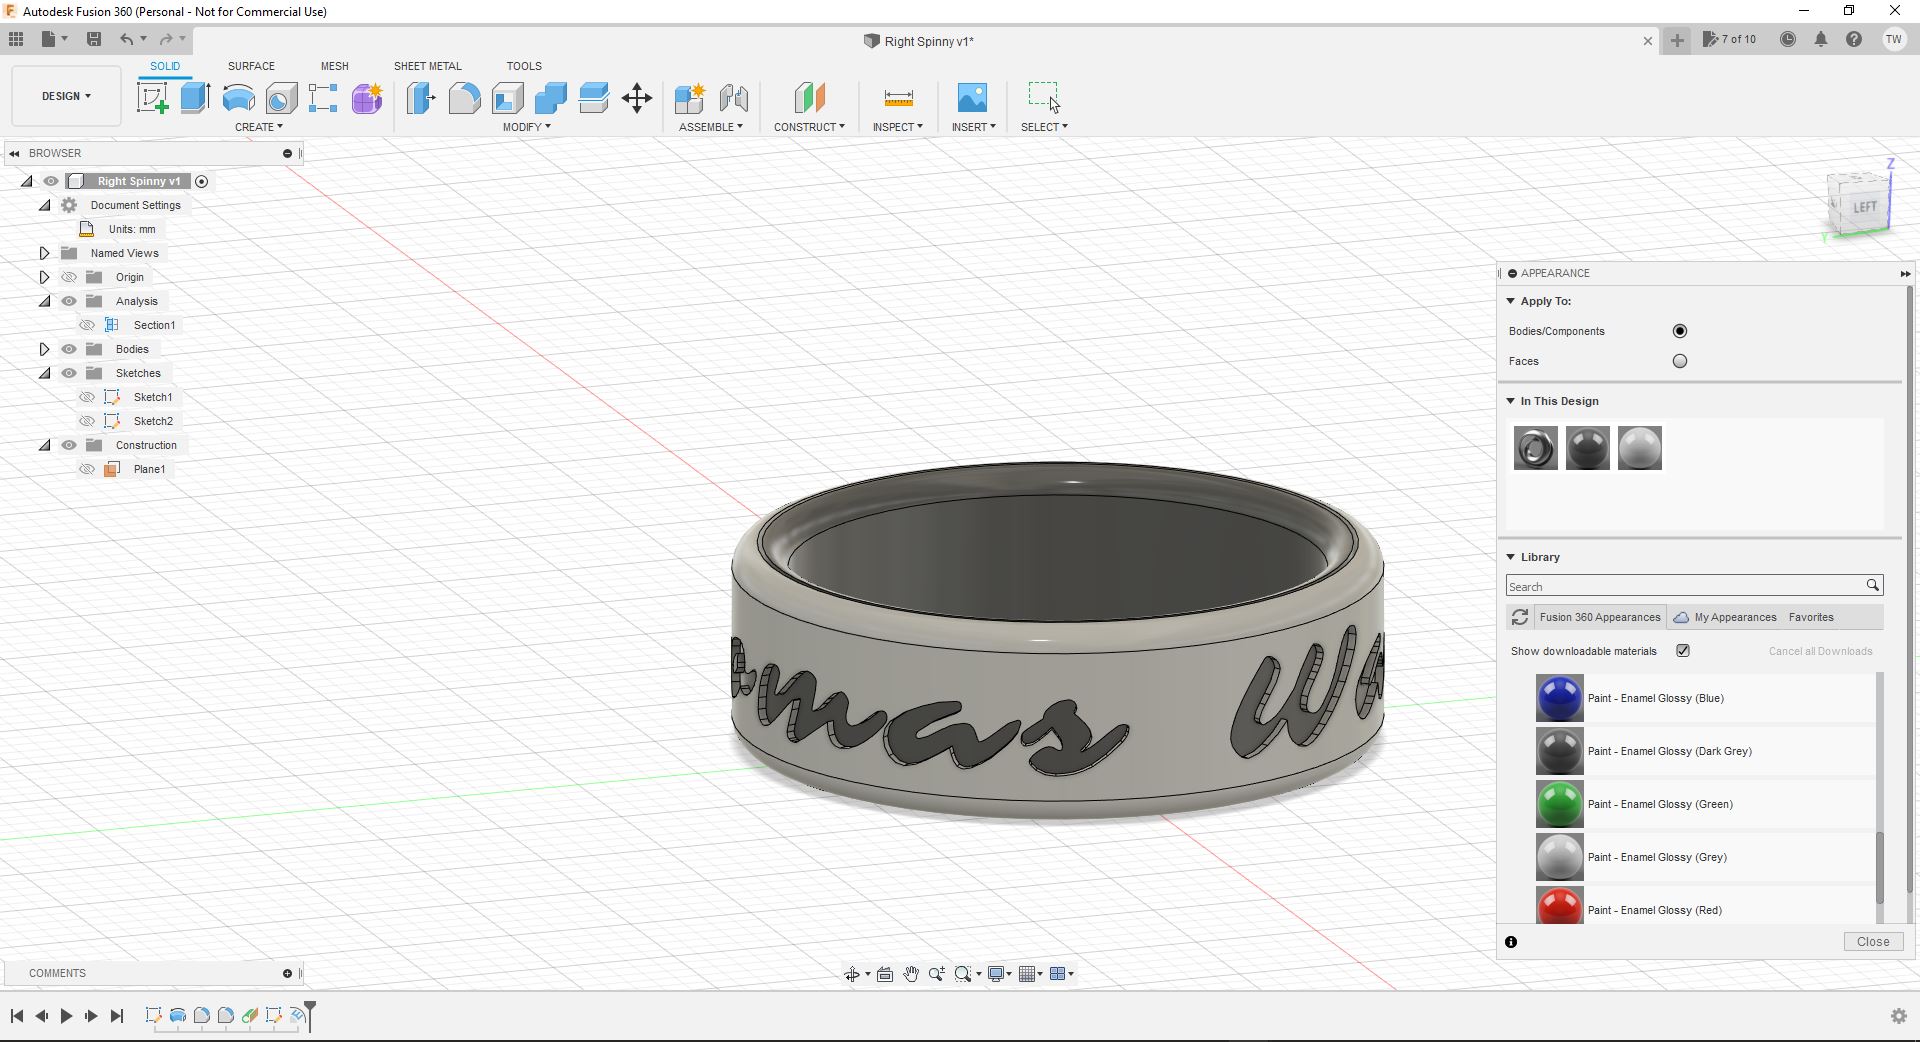 Autodesk Fusion 360 (Personal - Not for Commercial Use)
Right Spinny v1*
7 of 10
TW
DESIGN
SOLID
SURFACE
MESH
SHEET METAL
TOOLS
CREATE
MODIFY
ASSEMBLE
CONSTRUCT
INSPECT
INSERT
SELECT
BROWSER
Right Spinny v1
Document Settings
Units: mm
Named Views
Origin
Analysis
Section1
Bodies
Sketches
Sketch1
Sketch2
Construction
Plane1
Z
LEFT
Y
mas W
APPEARANCE
Apply To:
Bodies/Components
Faces
In This Design
Library
Search
Fusion 360 Appearances
My Appearances
Favorites
Show downloadable materials
Cancel all Downloads
Paint - Enamel Glossy (Blue)
Paint - Enamel Glossy (Dark Grey)
Paint - Enamel Glossy (Green)
Paint - Enamel Glossy (Grey)
Paint - Enamel Glossy (Red)
Close
COMMENTS